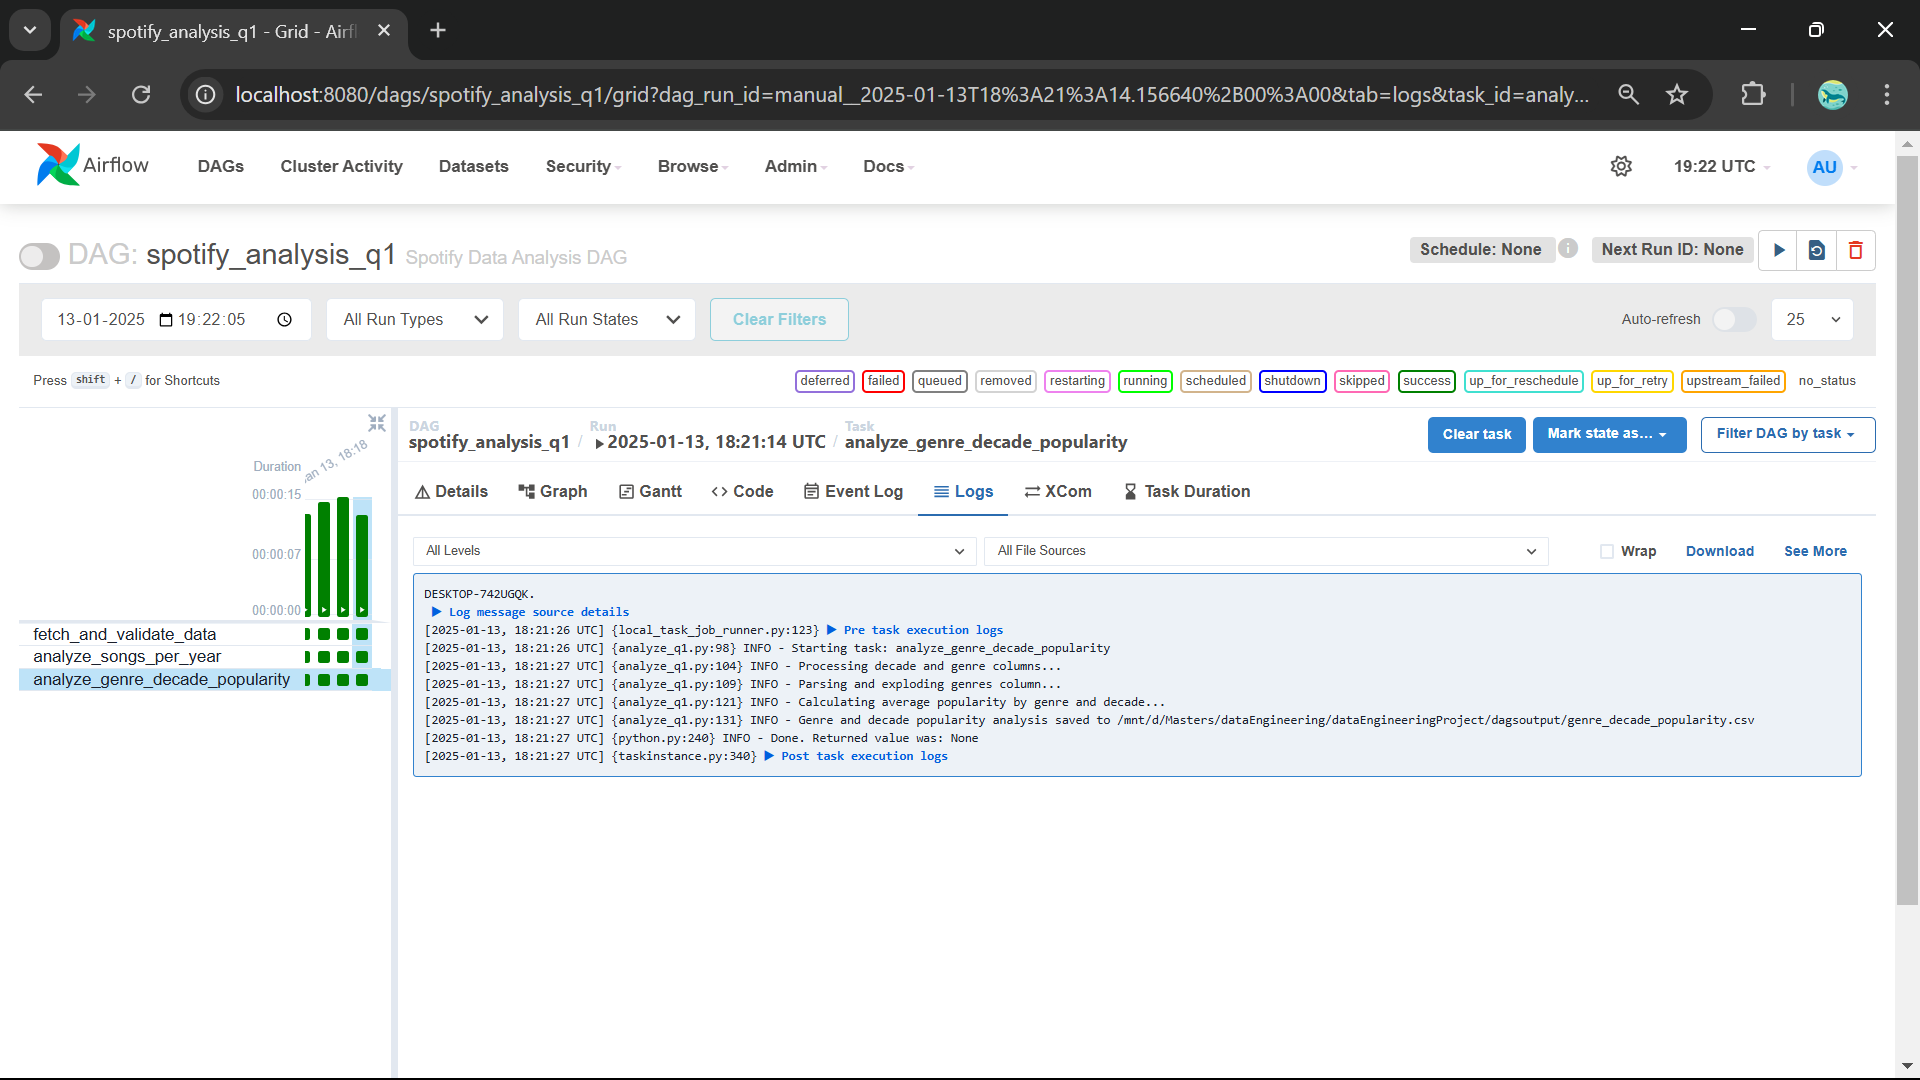 spotify_analysis_q1 - Grid - Airf
localhost:8080/dags/spotify_analysis_q1/grid?dag_run_id=manual__2025-01-13T18%3A21%3A14.156640%2B00%3A00&tab=logs&task_id=analy...
Airflow DAGs Cluster Activity Datasets Security Browse Admin Docs 19:22 UTC AU
DAG: spotify_analysis_q1 Spotify Data Analysis DAG Schedule: None i Next Run ID: None
13-01-2025 19:22:05 All Run Types All Run States Clear Filters Auto-refresh 25
Press shift + / for Shortcuts deferred failed queued removed restarting running scheduled shutdown skipped success up_for_reschedule up_for_retry upstream_failed no_status
DAG Run Task
spotify_analysis_q1 / 2025-01-13, 18:21:14 UTC / analyze_genre_decade_popularity Clear task Mark state as... Filter DAG by task
an 13, 18:18
Duration
00:00:15
00:00:07
00:00:00
fetch_and_validate_data
analyze_songs_per_year
analyze_genre_decade_popularity
Details Graph Gantt Code Event Log Logs XCom Task Duration
All Levels All File Sources Wrap Download See More
DESKTOP-742UGQK.
▶ Log message source details
[2025-01-13, 18:21:26 UTC] {local_task_job_runner.py:123} ▶ Pre task execution logs
[2025-01-13, 18:21:26 UTC] {analyze_q1.py:98} INFO - Starting task: analyze_genre_decade_popularity
[2025-01-13, 18:21:27 UTC] {analyze_q1.py:104} INFO - Processing decade and genre columns...
[2025-01-13, 18:21:27 UTC] {analyze_q1.py:109} INFO - Parsing and exploding genres column...
[2025-01-13, 18:21:27 UTC] {analyze_q1.py:121} INFO - Calculating average popularity by genre and decade...
[2025-01-13, 18:21:27 UTC] {analyze_q1.py:131} INFO - Genre and decade popularity analysis saved to /mnt/d/Masters/dataEngineering/dataEngineeringProject/dagsoutput/genre_decade_popularity.csv
[2025-01-13, 18:21:27 UTC] {python.py:240} INFO - Done. Returned value was: None
[2025-01-13, 18:21:27 UTC] {taskinstance.py:340} ▶ Post task execution logs